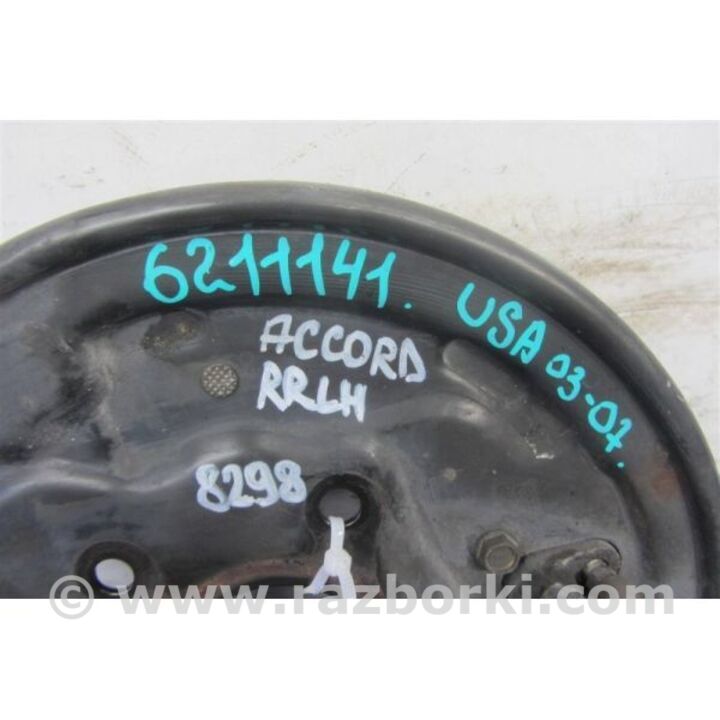 6211141. USA 03-07.
ACCORD
RRLH
8298
© www.razborki.com